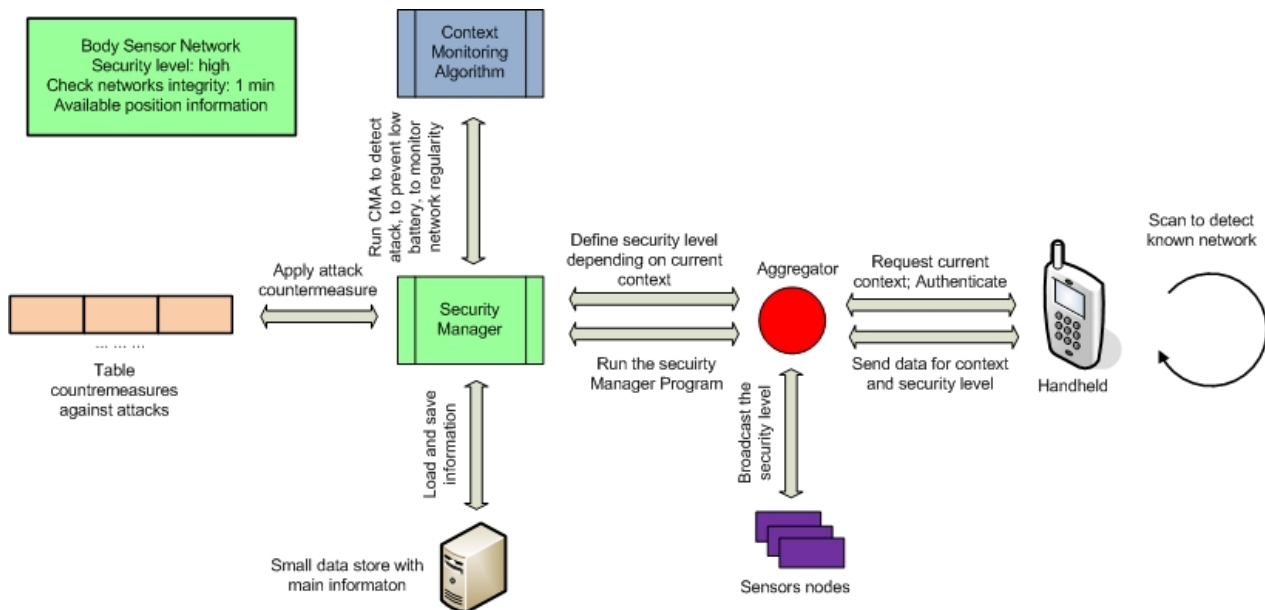 Body Sensor Network
Security level: high
Check networks integrity: 1 min
Available position information
Context
Monitoring
Algorithm
Run CMA to detect
atack, to prevent low
battery, to monitor
network regularity
Scan to detect
known network
Define security level
depending on current
context
Aggregator
Request current
context; Authenticate
Apply attack
countermeasure
Security
Manager
... ... ...
Table
countremeasures
against attacks
Run the secuirty
Manager Program
Send data for context
and security level
Handheld
Load and save
information
Broadcast the
security level
Small data store with
main informaton
Sensors nodes